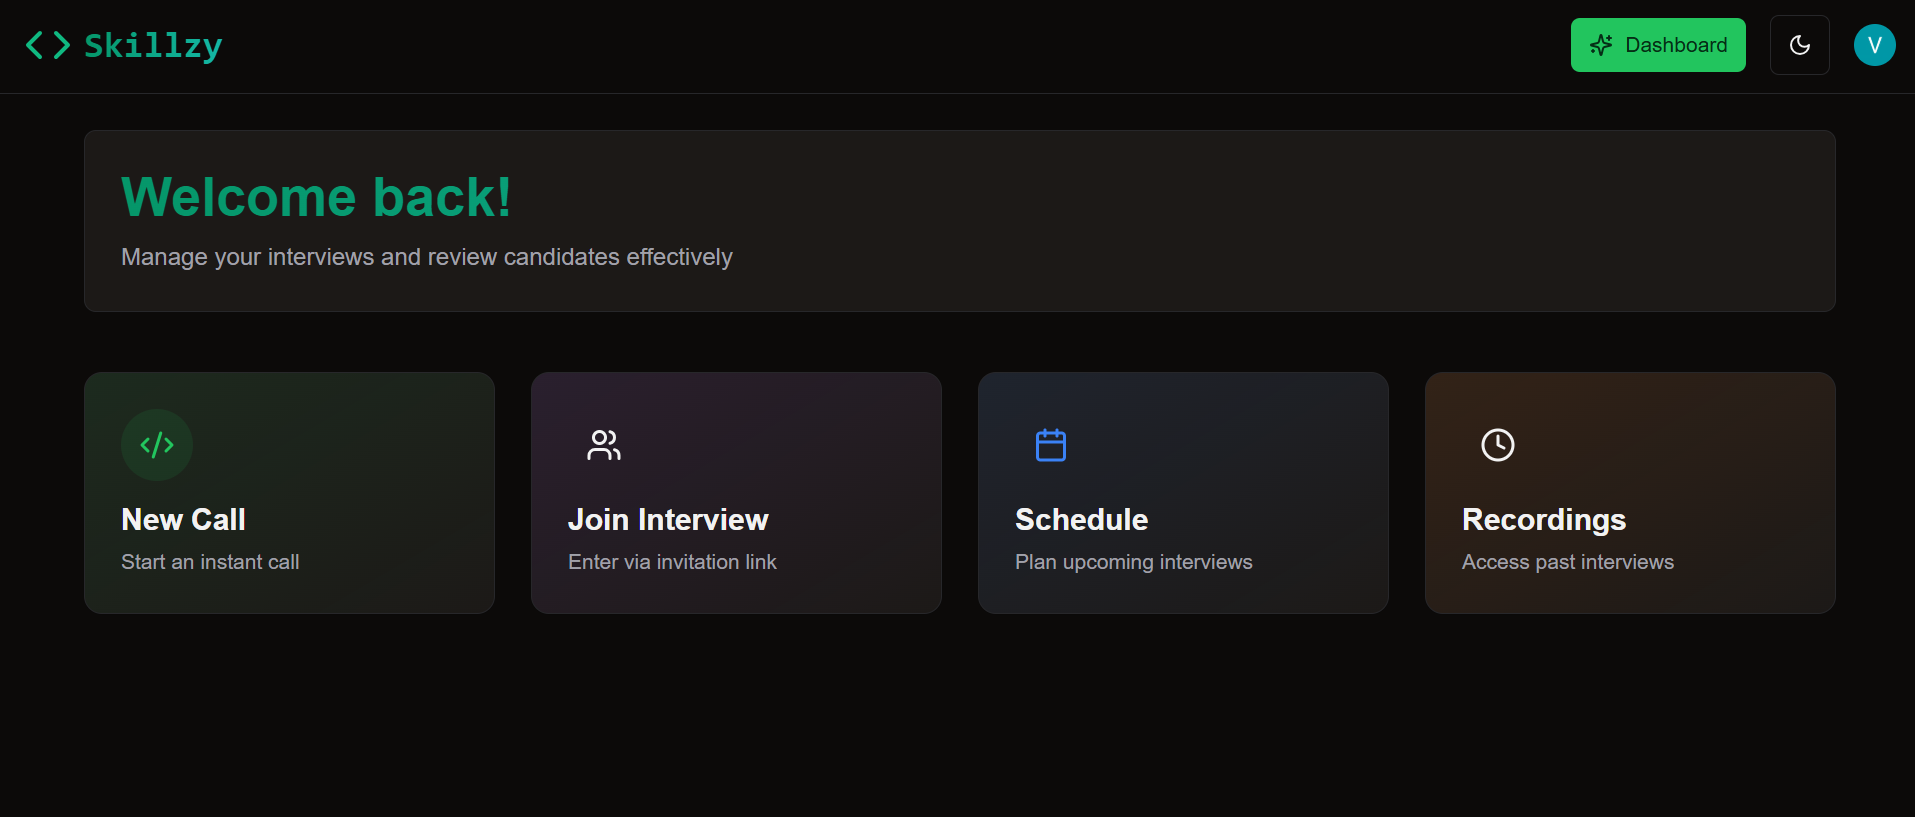 Skillzy
Dashboard
V
Welcome back!
Manage your interviews and review candidates effectively
New Call
Start an instant call
Join Interview
Enter via invitation link
Schedule
Plan upcoming interviews
Recordings
Access past interviews